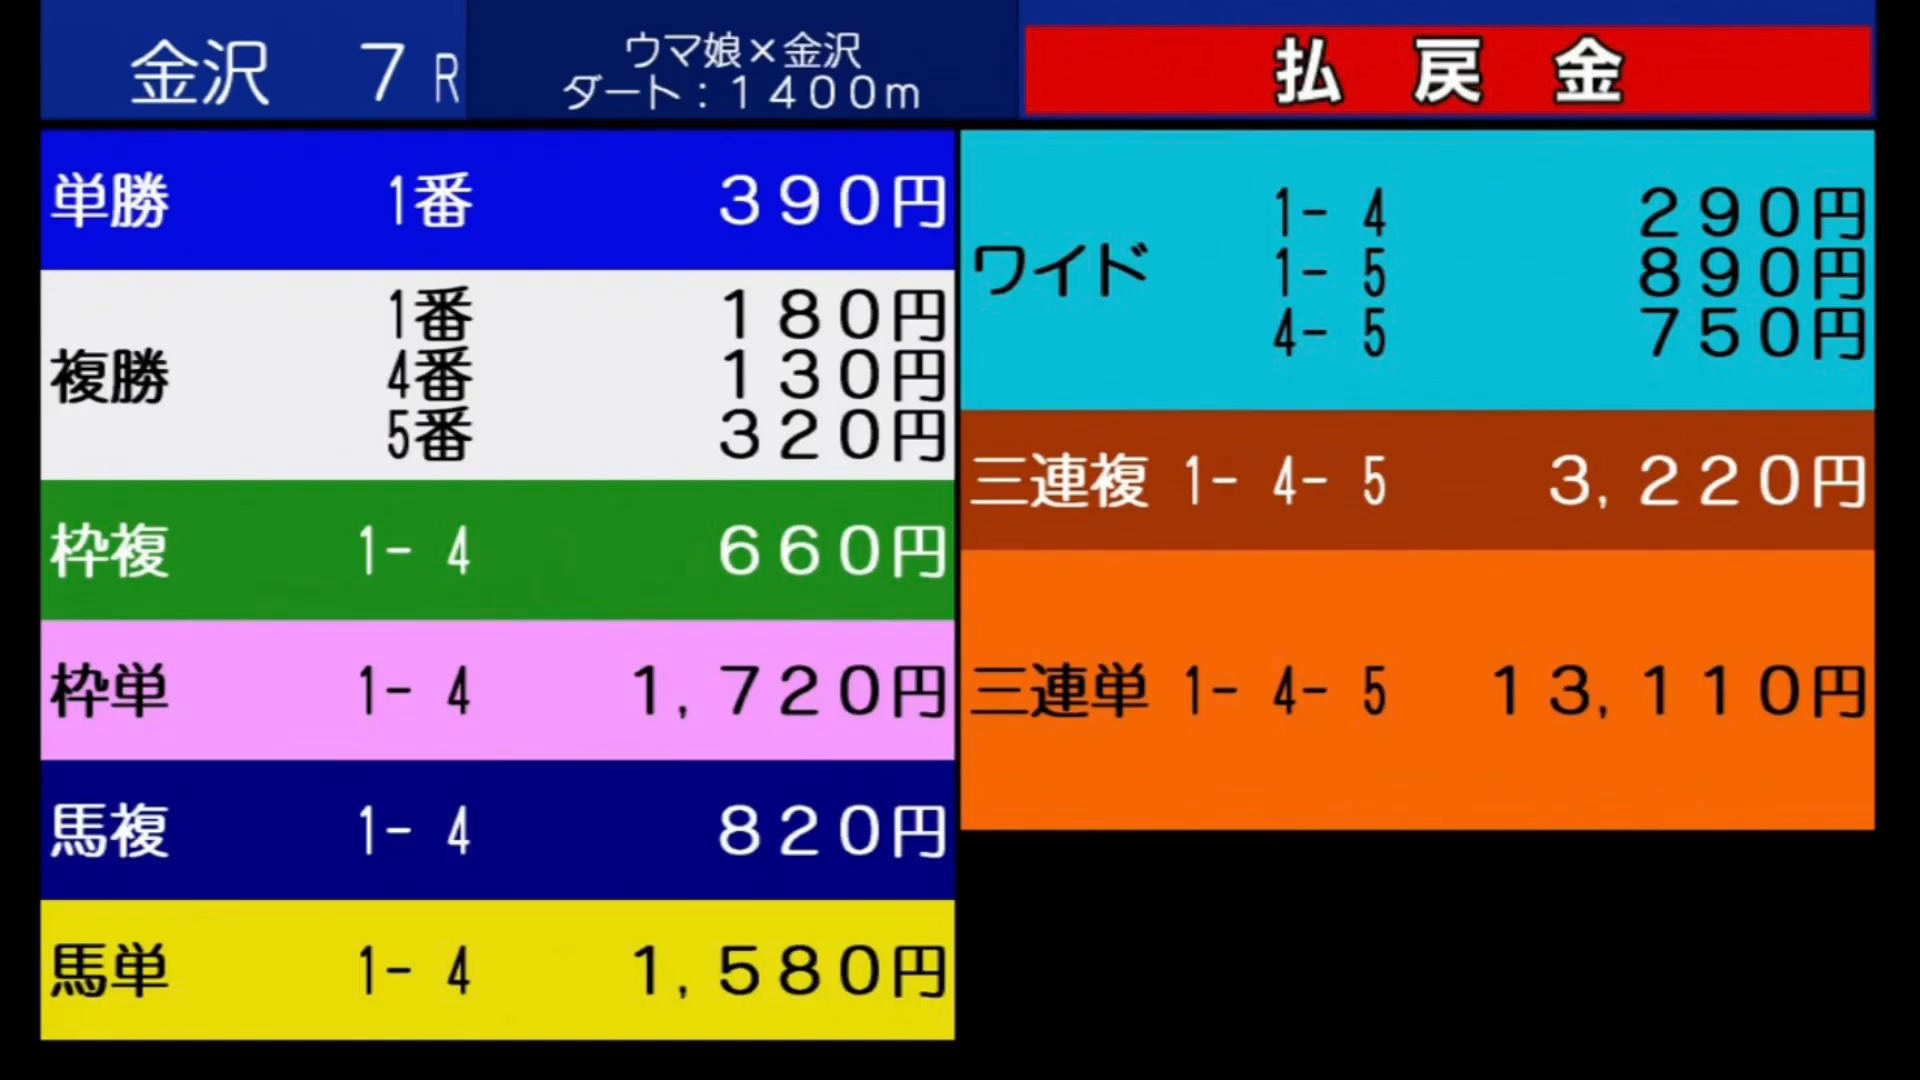 金沢 7R
ウマ娘×金沢
ダート:1400m
払戻金
単勝 1番 390円
複勝 1番 180円
4番 130円
5番 320円
枠複 1- 4 660円
枠単 1- 4 1,720円
馬複 1- 4 820円
馬単 1- 4 1,580円
ワイド 1- 4 290円
1- 5 890円
4- 5 750円
三連複 1- 4- 5 3,220円
三連単 1- 4- 5 13,110円